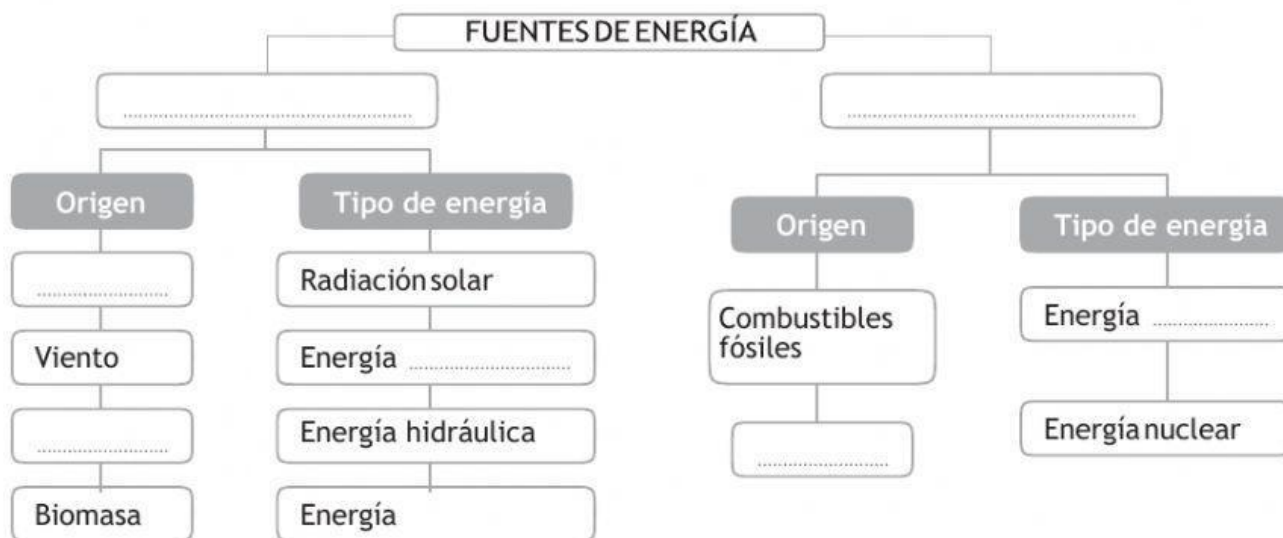 FUENTES DE ENERGÍA
Origen
Tipo de energía
Radiación solar
Viento
Energía
Energía hidráulica
Biomasa
Energía
Origen
Tipo de energía
Combustibles
fósiles
Energía
Energía nuclear